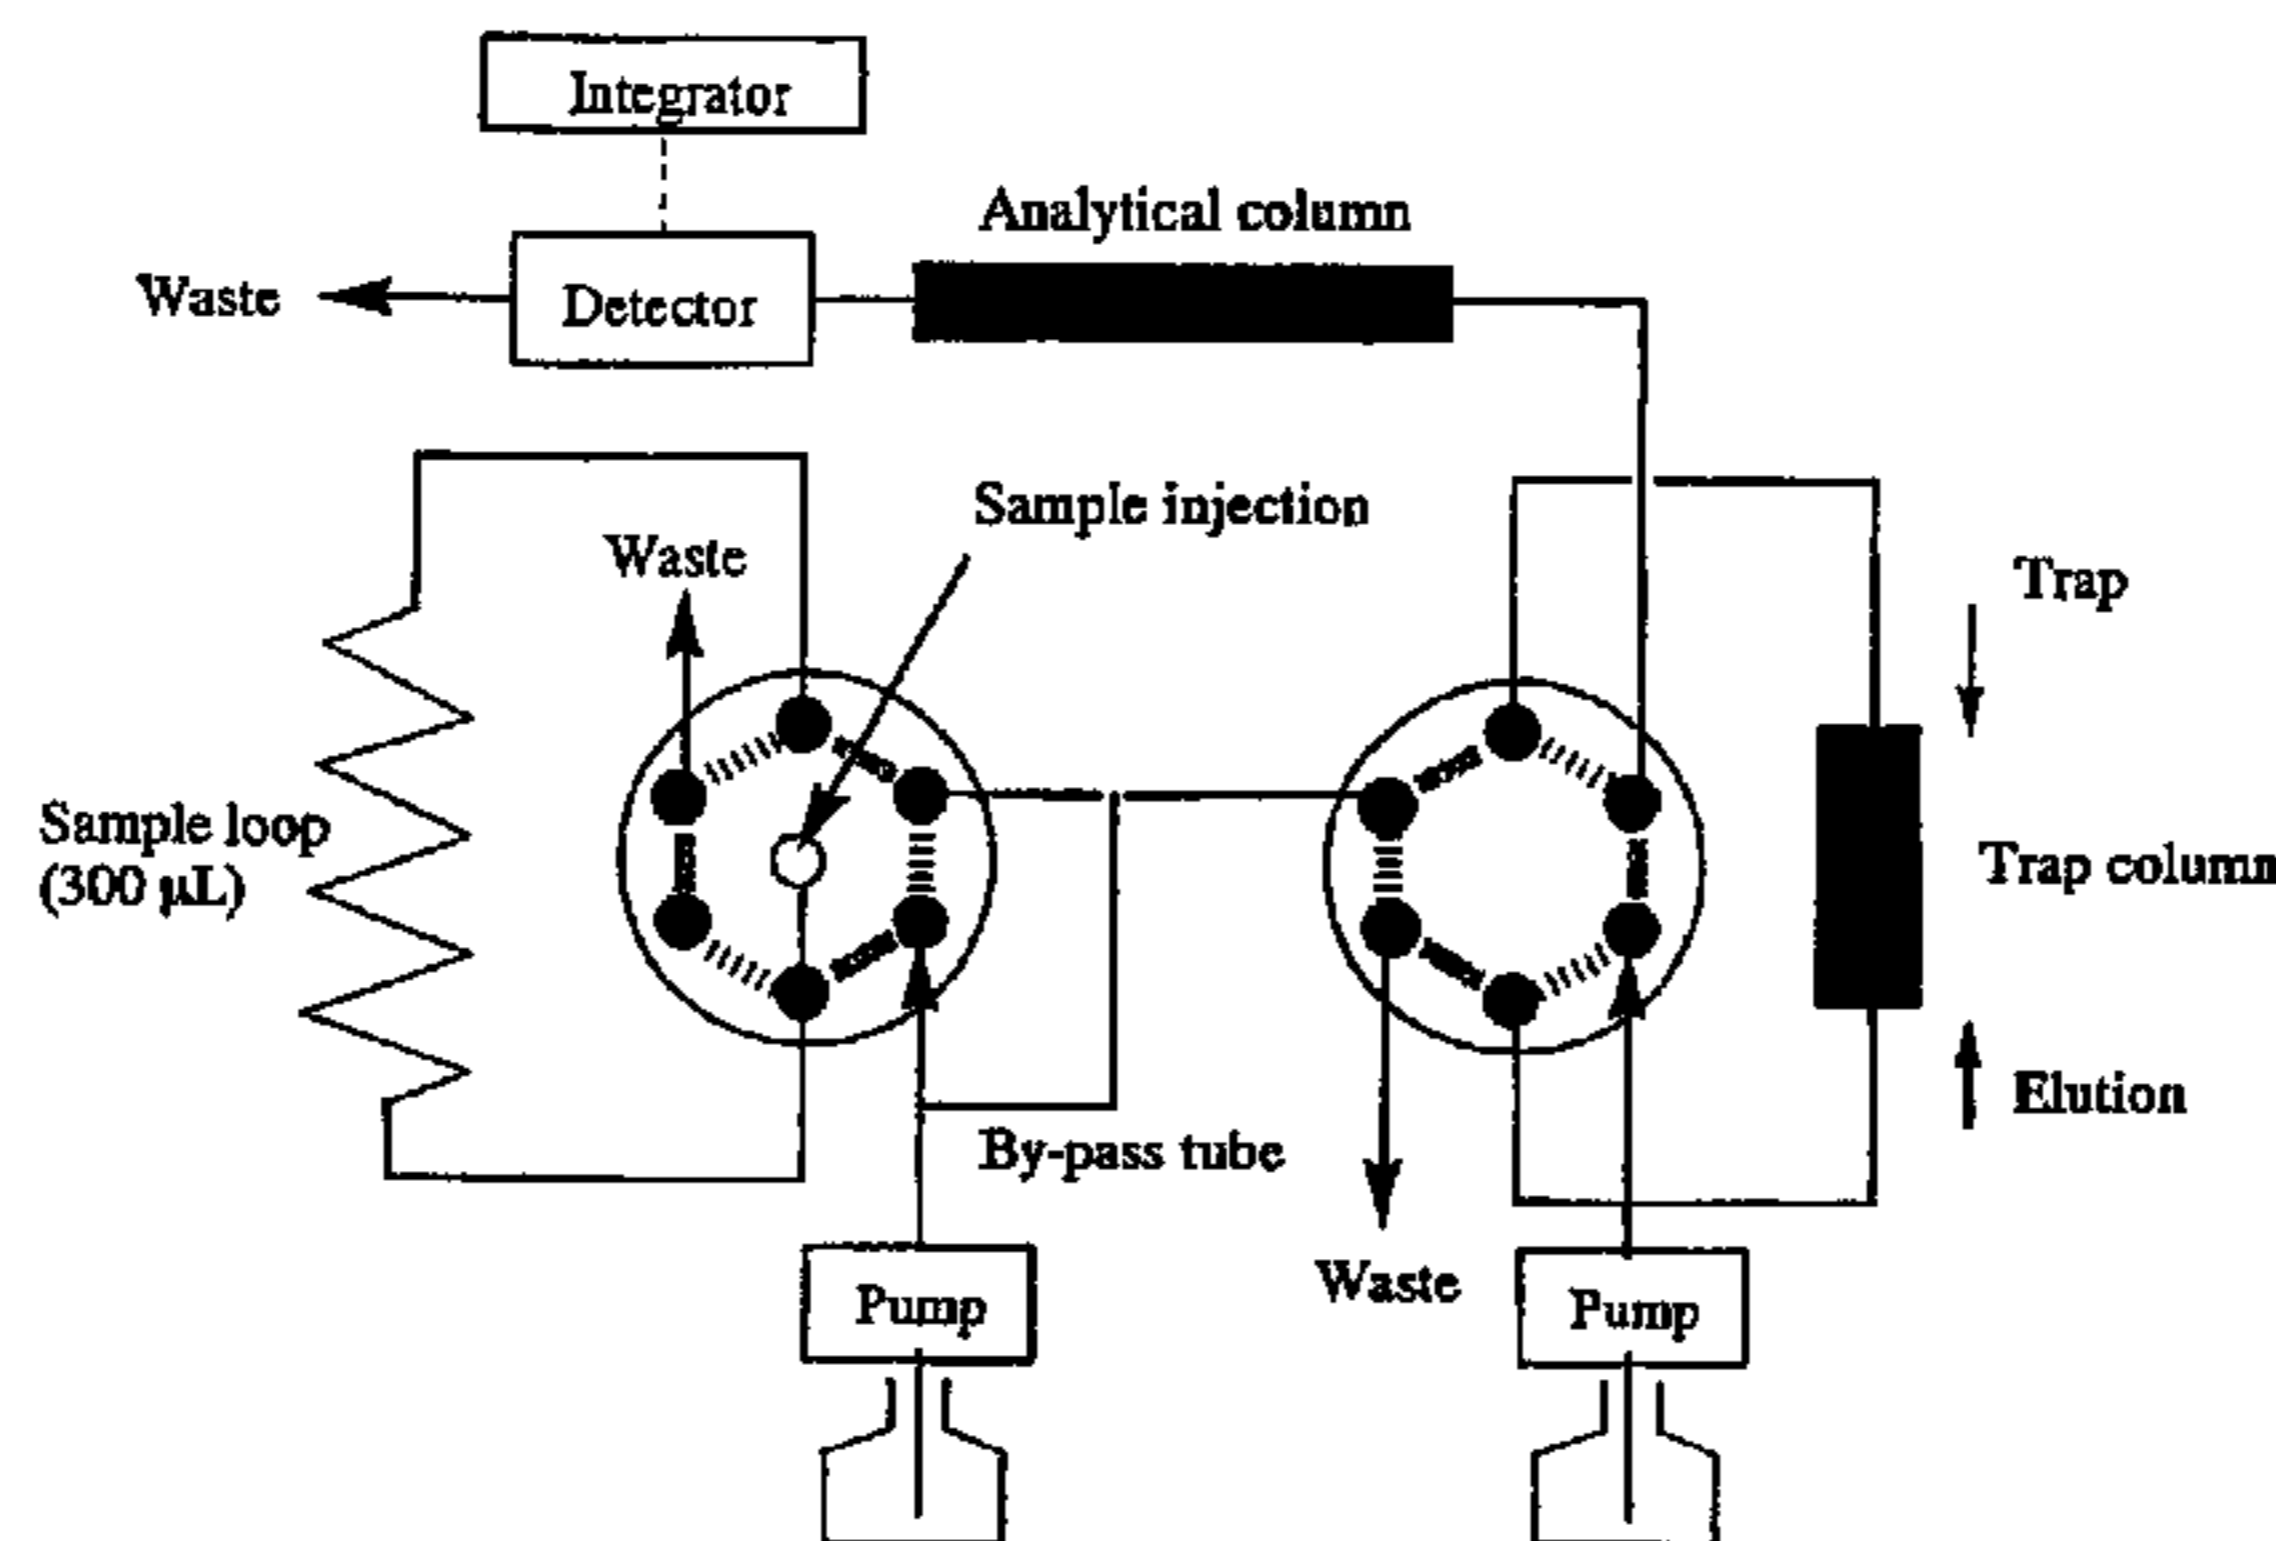 Integrator
Analytical column
Waste
Detector
Sample injection
Waste
Trap
Sample loop
(300 µL)
Trap column
Elution
By-pass tube
Waste
Pump
Pump